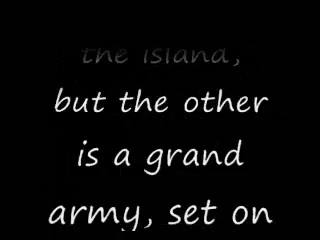 the island,
but the other
is a grand
army, set on